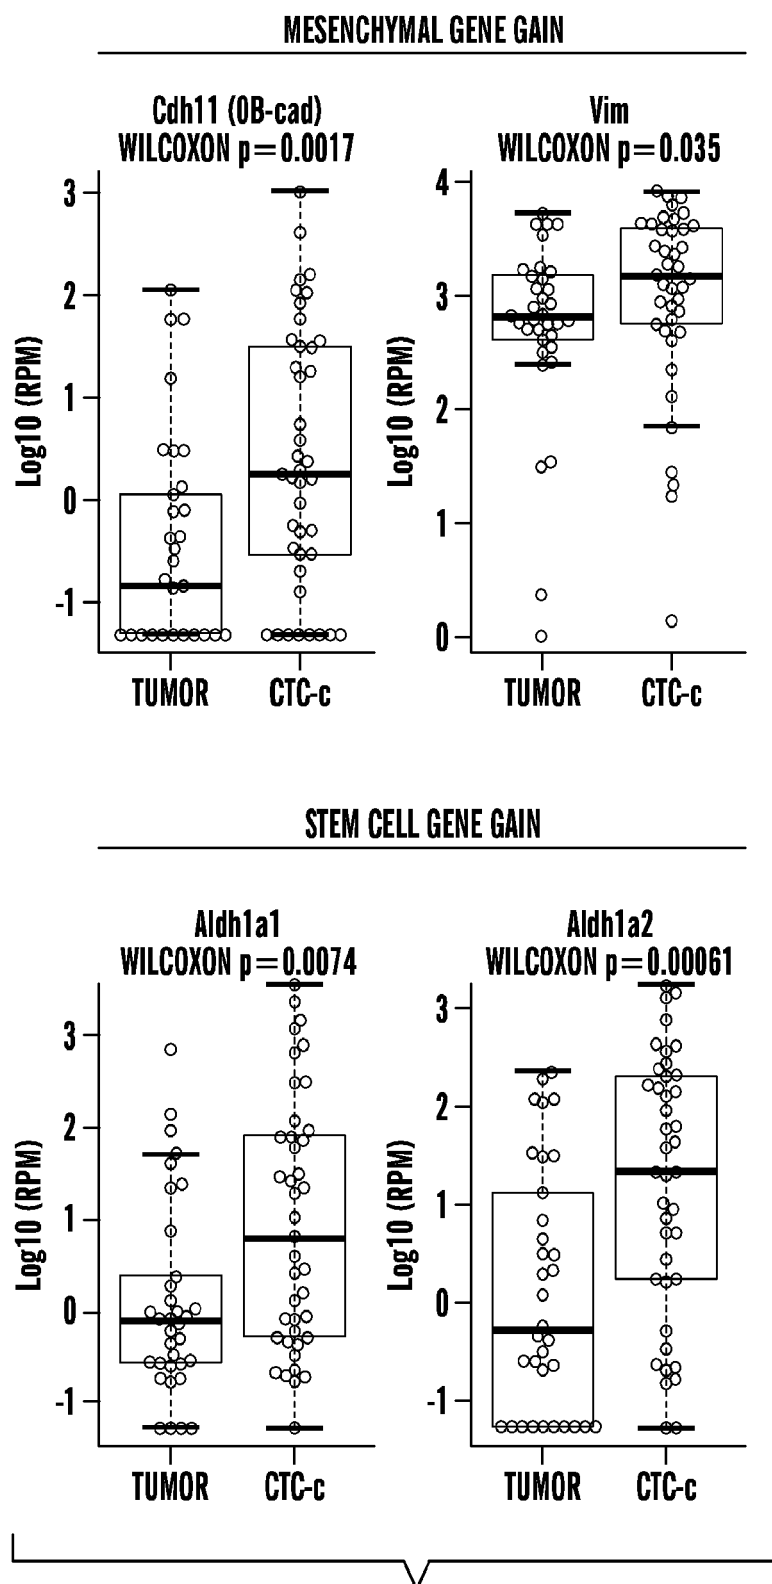 MESENCHYMAL GENE GAIN
Cdh11 (0B-cad)
WILCOXON p=0.0017
Log10 (RPM)
3
2
1
0
-1
TUMOR CTC-c
Vim
WILCOXON p=0.035
Log10 (RPM)
4
3
2
1
0
TUMOR CTC-c
STEM CELL GENE GAIN
Aldh1a1
WILCOXON p=0.0074
Log10 (RPM)
3
2
1
0
-1
TUMOR CTC-c
Aldh1a2
WILCOXON p=0.00061
Log10 (RPM)
3
2
1
0
-1
TUMOR CTC-c